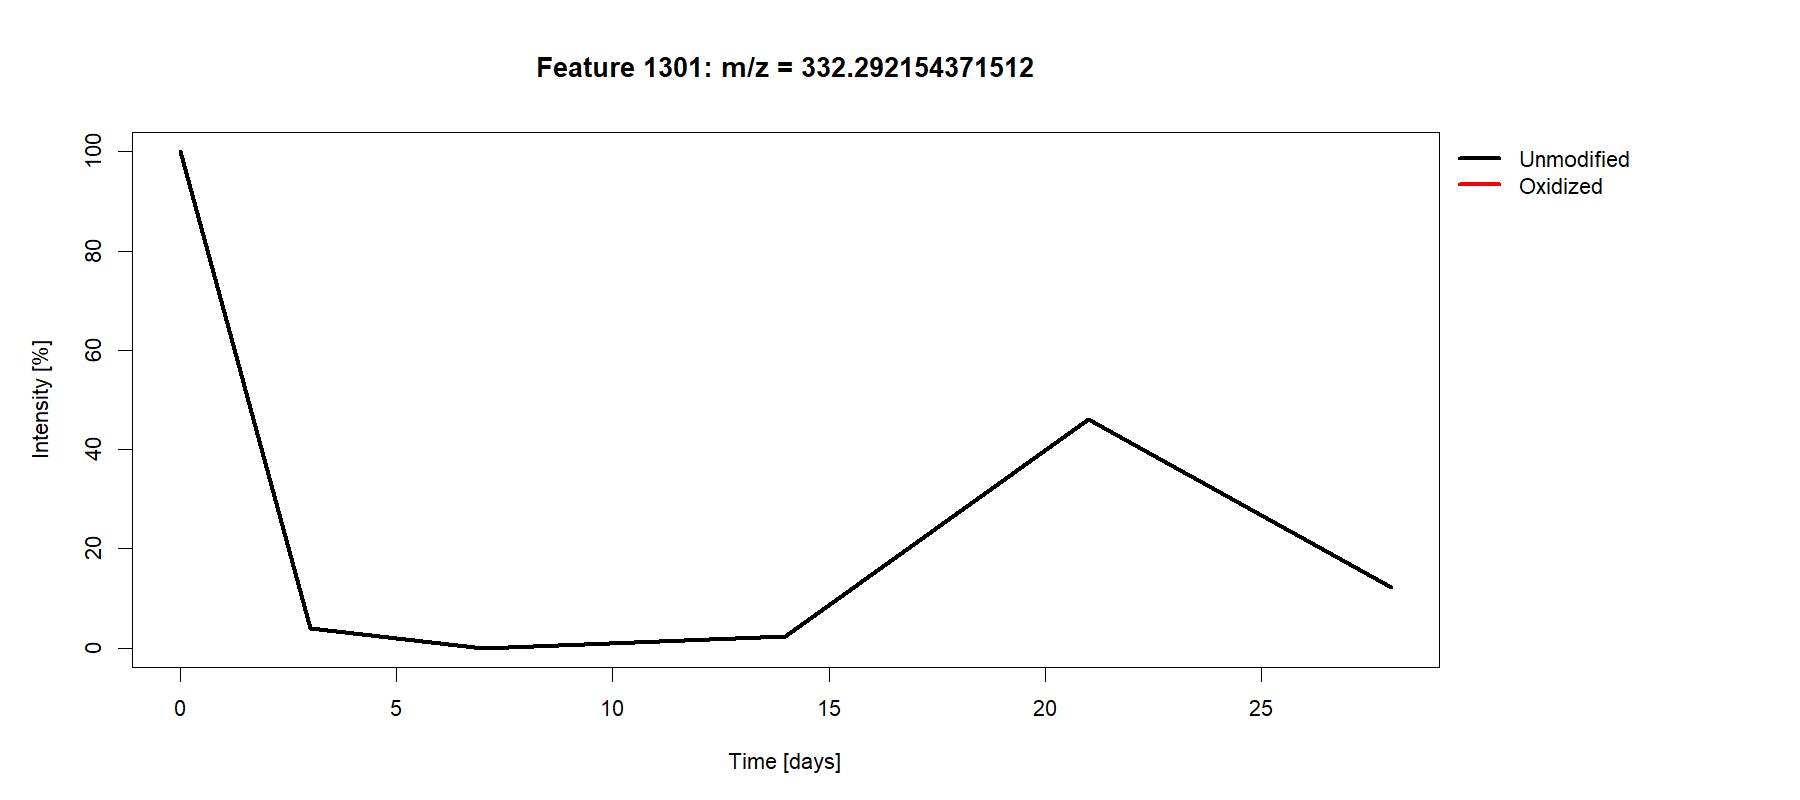 Feature 1301: m/z = 332.292154371512
Unmodified
Oxidized
Intensity [%]
100
80
60
40
20
0
0 5 10 15 20 25
Time [days]